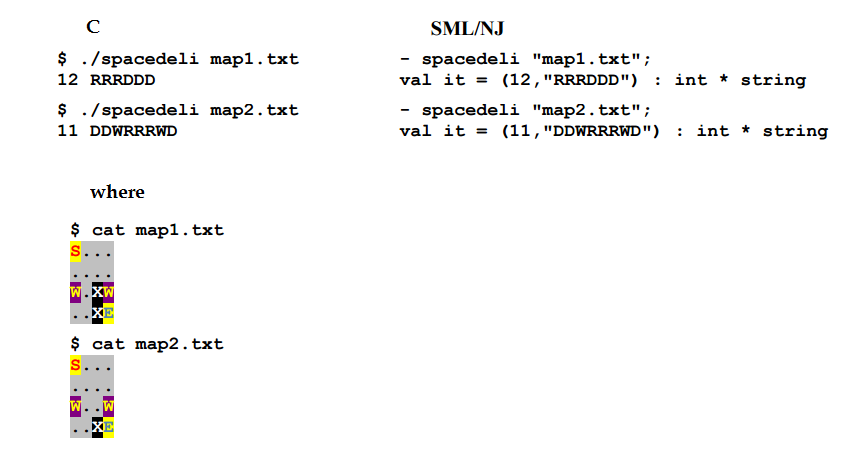 C SML/NJ
$ ./spacedeli map1.txt - spacedeli "map1.txt";
12 RRRDDD val it = (12,"RRRDDD") : int * string
$ ./spacedeli map2.txt - spacedeli "map2.txt";
11 DDWRRRWD val it = (11,"DDWRRRWD") : int * string
where
$ cat map1.txt
S...
....
W.XW
..XE
$ cat map2.txt
S...
....
W..W
..XE